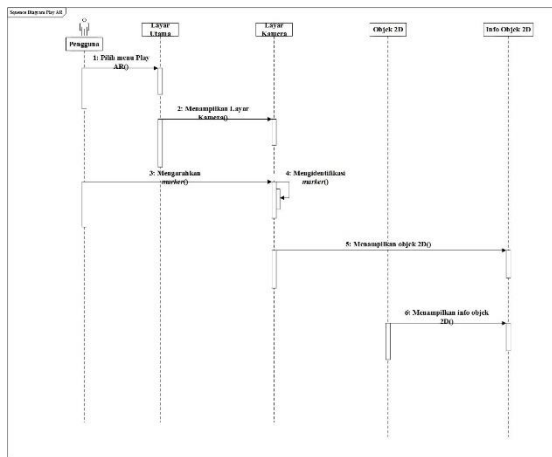 Sequence Diagram Play AR
Pengguna
Layar
Utama
Layar
Kamera
Objek 2D
Info Objek 2D
1: Pilih menu Play
AR()
2: Menampilkan Layar
Kamera()
3: Mengarahkan
marker()
4: Mengidentifikasi
marker()
5: Menampilkan objek 2D()
6: Menampilkan info objek
2D()